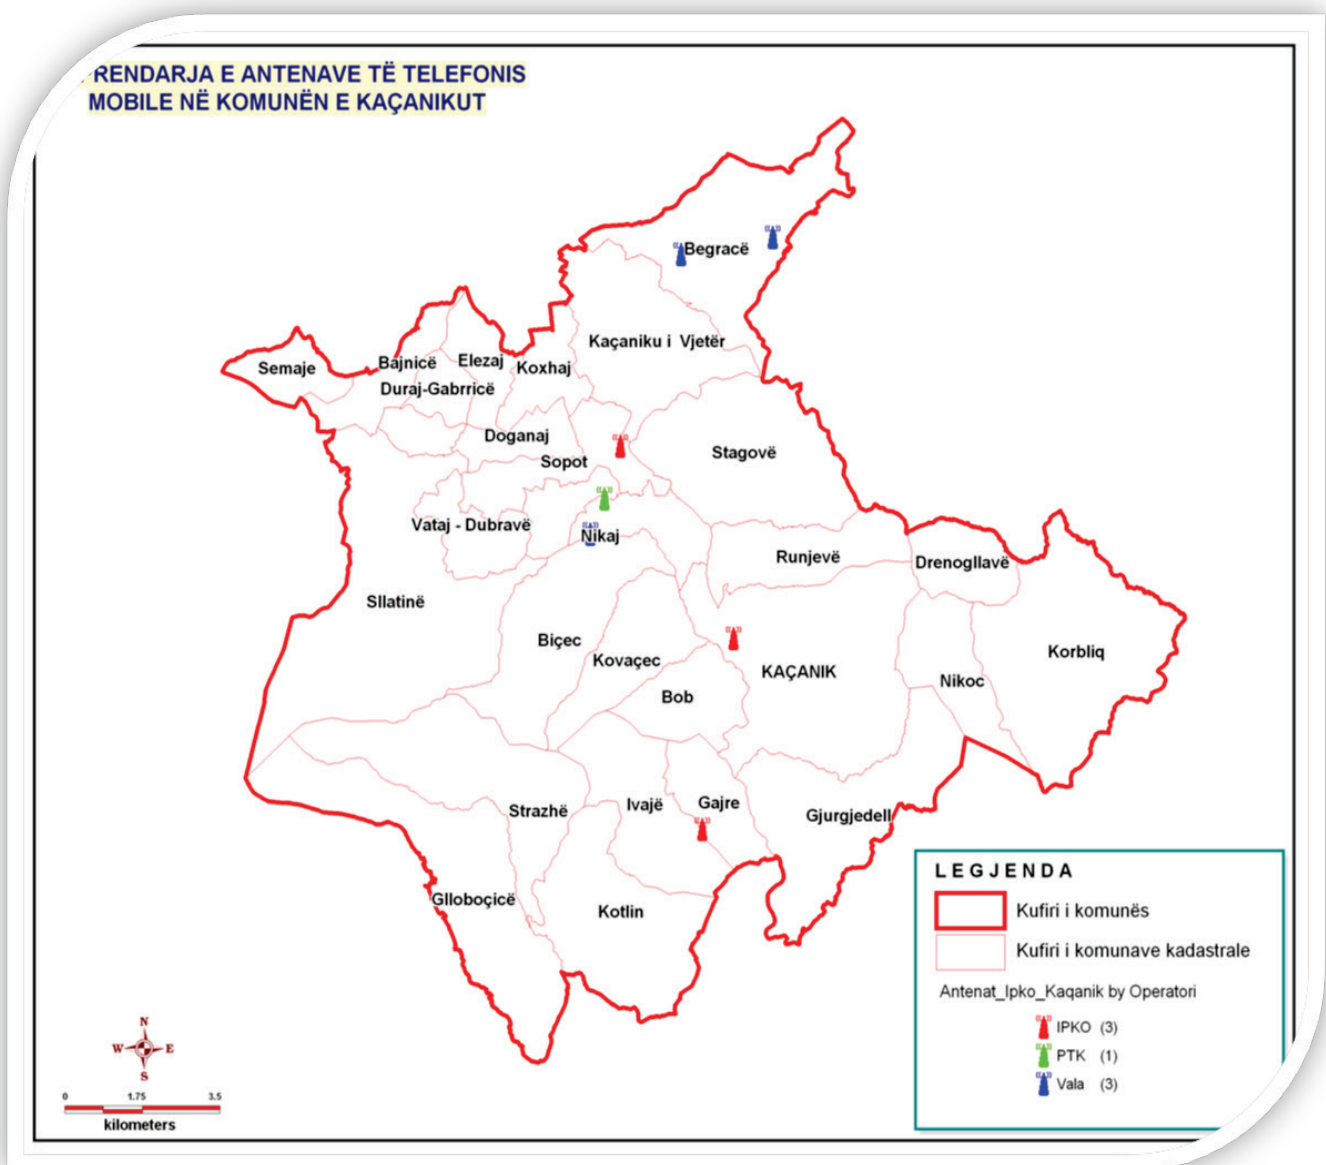 RENDARJA E ANTENAVE TË TELEFONIS
MOBILE NË KOMUNËN E KAÇANIKUT
Begracë
Kaçaniku i Vjetër
Semaje
Bajnicë
Elezaj
Koxhaj
Duraj-Gabrricë
Doganaj
Stagovë
Sopot
Vataj - Dubravë
Nikaj
Runjevë
Drenogllavë
Sllatinë
Biçec
Kovaçec
Korbliq
KAÇANIK
Nikoc
Bob
Strazhë
Ivajë
Gajre
Gjurgjedell
Glloboçicë
Kotlin
LEGJENDA
Kufiri i komunës
Kufiri i komunave kadastrale
Antenat_Ipko_Kaqanik by Operatori
IPKO (3)
PTK (1)
Vala (3)
N
W E
S
0 1.75 3.5
kilometers